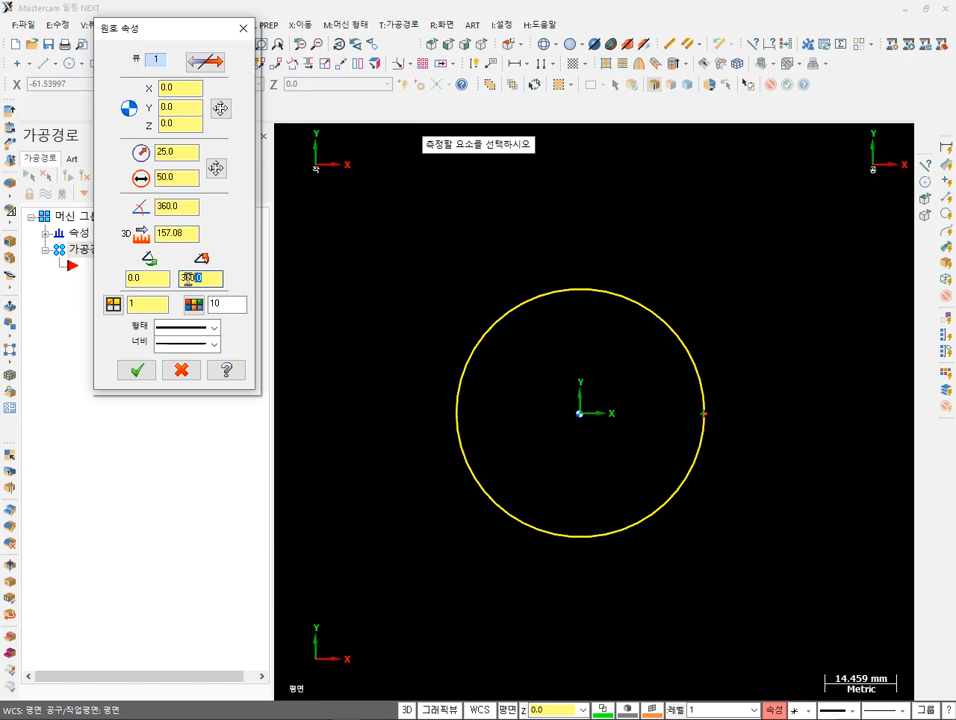 Mastercam 밀링 NEXT
F:파일
E:수정
PREP
X:이동
M:머신 형태
T:가공경로
R:화면
ART
I:설정
H:도움말
X
-61.53997
Z
0.0
원호 속성
뷰
1
X
0.0
Y
0.0
Z
0.0
25.0
50.0
360.0
3D
157.08
0.0
360.0
1
10
형태
너비
가공경로
가공경로
Art
머신 그룹
속성
측정할 요소를 선택하시오
Y
X
작
Y
X
공
Y
X
Y
X
평면
14.459 mm
Metric
WCS: 평면 공구/작업평면: 평면
3D
그래픽뷰
WCS
평면
Z
0.0
레벨
1
속성
그룹